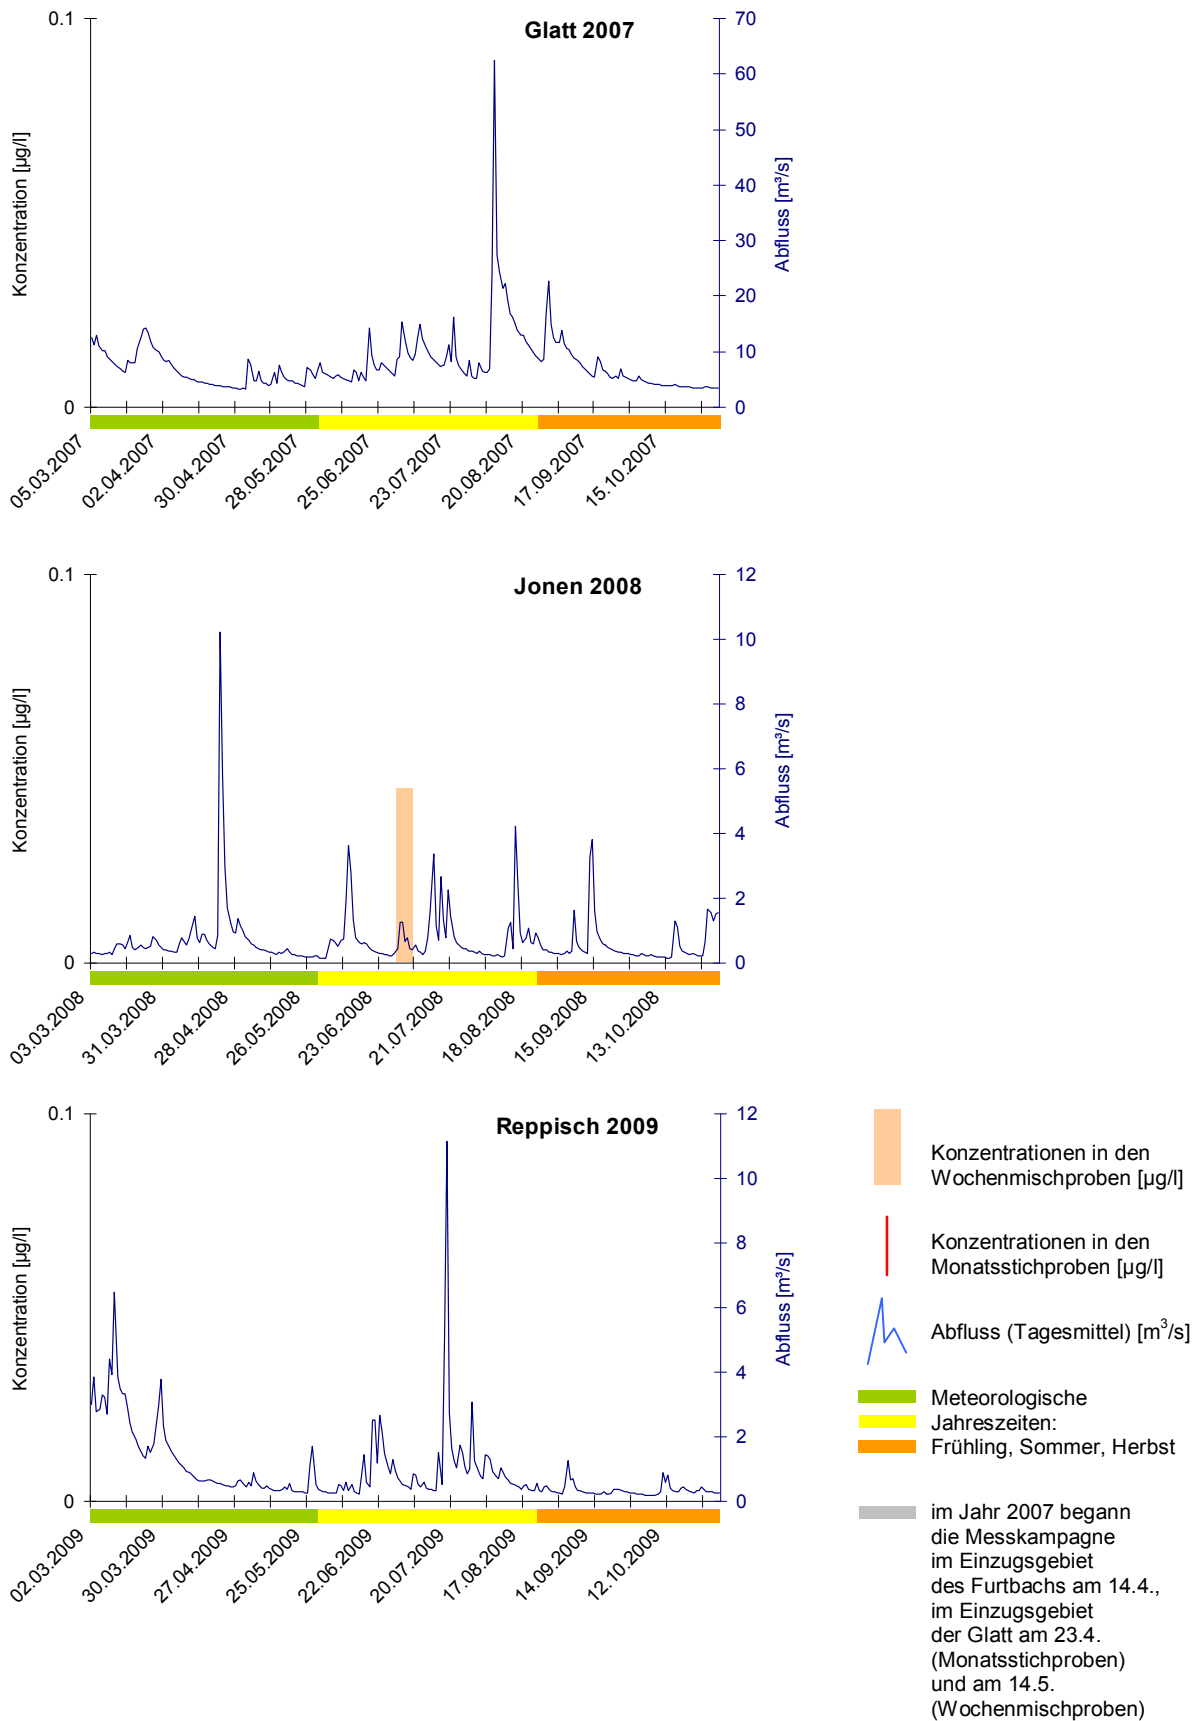 Glatt 2007
Konzentration [µg/l]
0.1
0
Abfluss [m³/s]
70
60
50
40
30
20
10
0
05.03.2007
02.04.2007
30.04.2007
28.05.2007
25.06.2007
23.07.2007
20.08.2007
17.09.2007
15.10.2007
Jonen 2008
Konzentration [µg/l]
0.1
0
Abfluss [m³/s]
12
10
8
6
4
2
0
03.03.2008
31.03.2008
28.04.2008
26.05.2008
23.06.2008
21.07.2008
18.08.2008
15.09.2008
13.10.2008
Reppisch 2009
Konzentration [µg/l]
0.1
0
Abfluss [m³/s]
12
10
8
6
4
2
0
02.03.2009
30.03.2009
27.04.2009
25.05.2009
22.06.2009
20.07.2009
17.08.2009
14.09.2009
12.10.2009
Konzentrationen in den
Wochenmischproben [µg/l]
Konzentrationen in den
Monatsstichproben [µg/l]
Abfluss (Tagesmittel) [m³/s]
Meteorologische
Jahreszeiten:
Frühling, Sommer, Herbst
im Jahr 2007 begann
die Messkampagne
im Einzugsgebiet
des Furtbachs am 14.4.,
im Einzugsgebiet
der Glatt am 23.4.
(Monatsstichproben)
und am 14.5.
(Wochenmischproben)